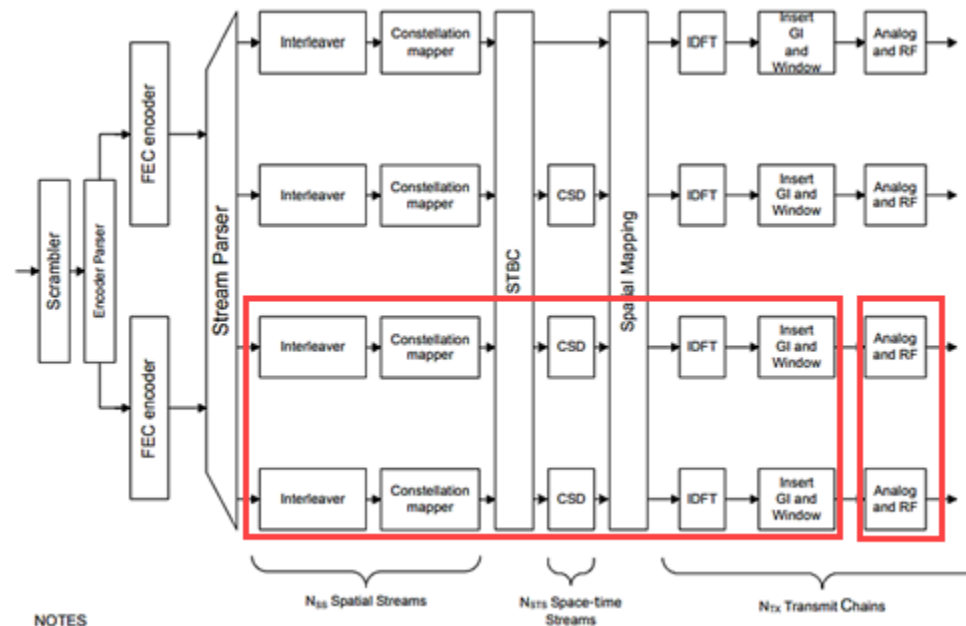 Scrambler
Encoder Parser
FEC encoder
FEC encoder
Stream Parser
Interleaver
Constellation
mapper
IDFT
Insert
GI
and
Window
Analog
and RF
Interleaver
Constellation
mapper
CSD
IDFT
Insert
GI and
Window
Analog
and RF
STBC
Spatial Mapping
Interleaver
Constellation
mapper
CSD
IDFT
Insert
GI and
Window
Analog
and RF
Interleaver
Constellation
mapper
CSD
IDFT
Insert
GI and
Window
Analog
and RF
NSS Spatial Streams
NSTS Space-time
Streams
NTX Transmit Chains
NOTES